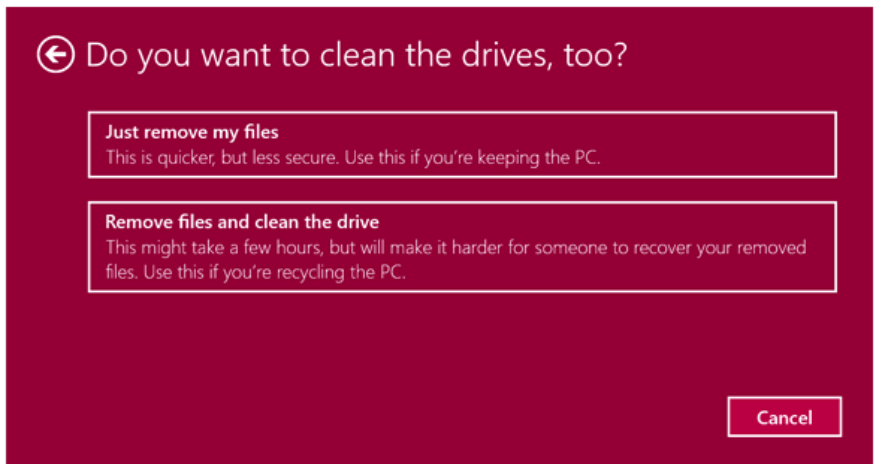 Do you want to clean the drives, too?
Just remove my files
This is quicker, but less secure. Use this if you're keeping the PC.
Remove files and clean the drive
This might take a few hours, but will make it harder for someone to recover your removed
files. Use this if you're recycling the PC.
Cancel